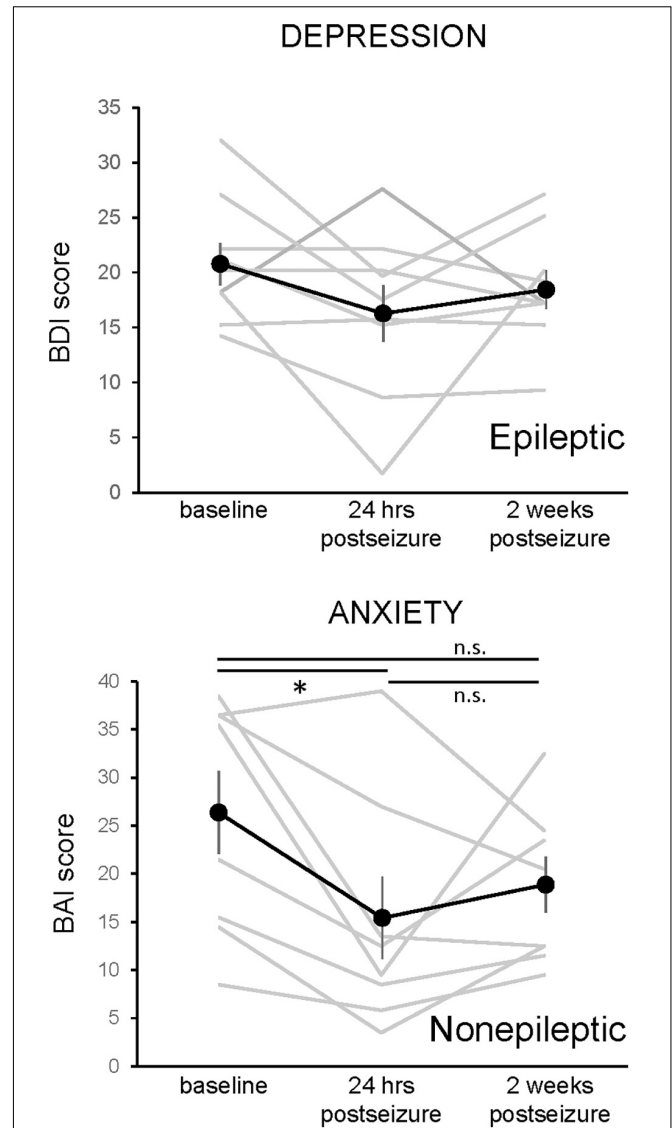 DEPRESSION
35
30
25
20
15
10
5
0
BDI score
Epileptic
baseline
24 hrs
postseizure
2 weeks
postseizure
ANXIETY
n.s.
*
n.s.
40
35
30
25
20
15
10
5
0
BAI score
Nonepileptic
baseline
24 hrs
postseizure
2 weeks
postseizure